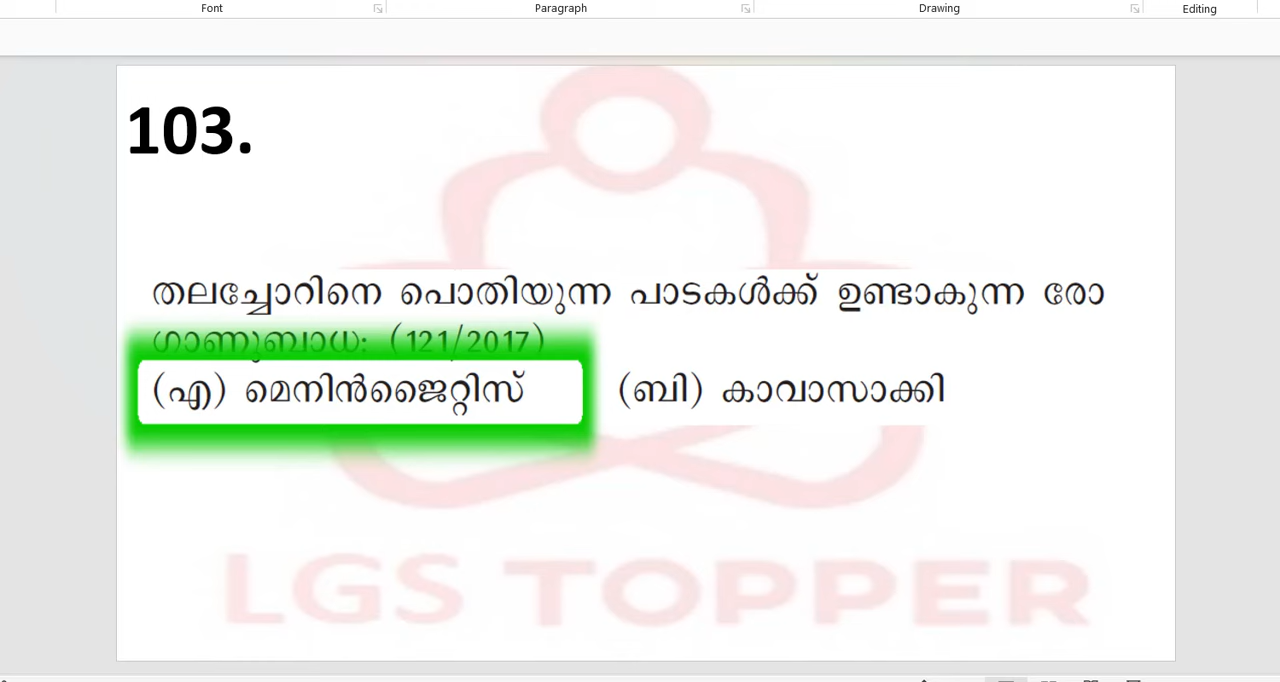 Font Paragraph Drawing Editing
103.
തലച്ചോറിനെ പൊതിയുന്ന പാടകൾക്ക് ഉണ്ടാകുന്ന രോ
ഗാണുബാധ: (121/2017)
(എ) മെനിൻജൈറ്റിസ് (ബി) കാവാസാക്കി
LGS TOPPER